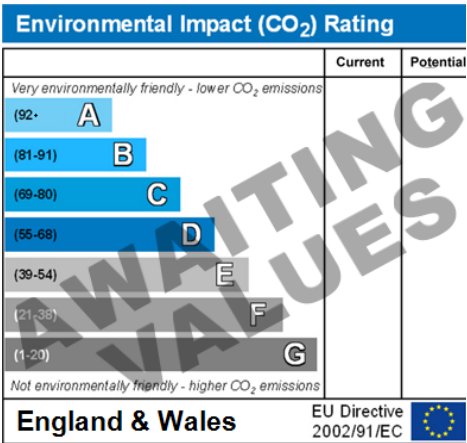 Environmental Impact (CO₂) Rating
Current Potential
Very environmentally friendly - lower CO₂ emissions
(92+ A
(81-91) B
(69-80) C
(55-68) D
(39-54) E
(21-38) F
(1-20) G
AWAITING
VALUES
Not environmentally friendly - higher CO₂ emissions
England & Wales
EU Directive
2002/91/EC